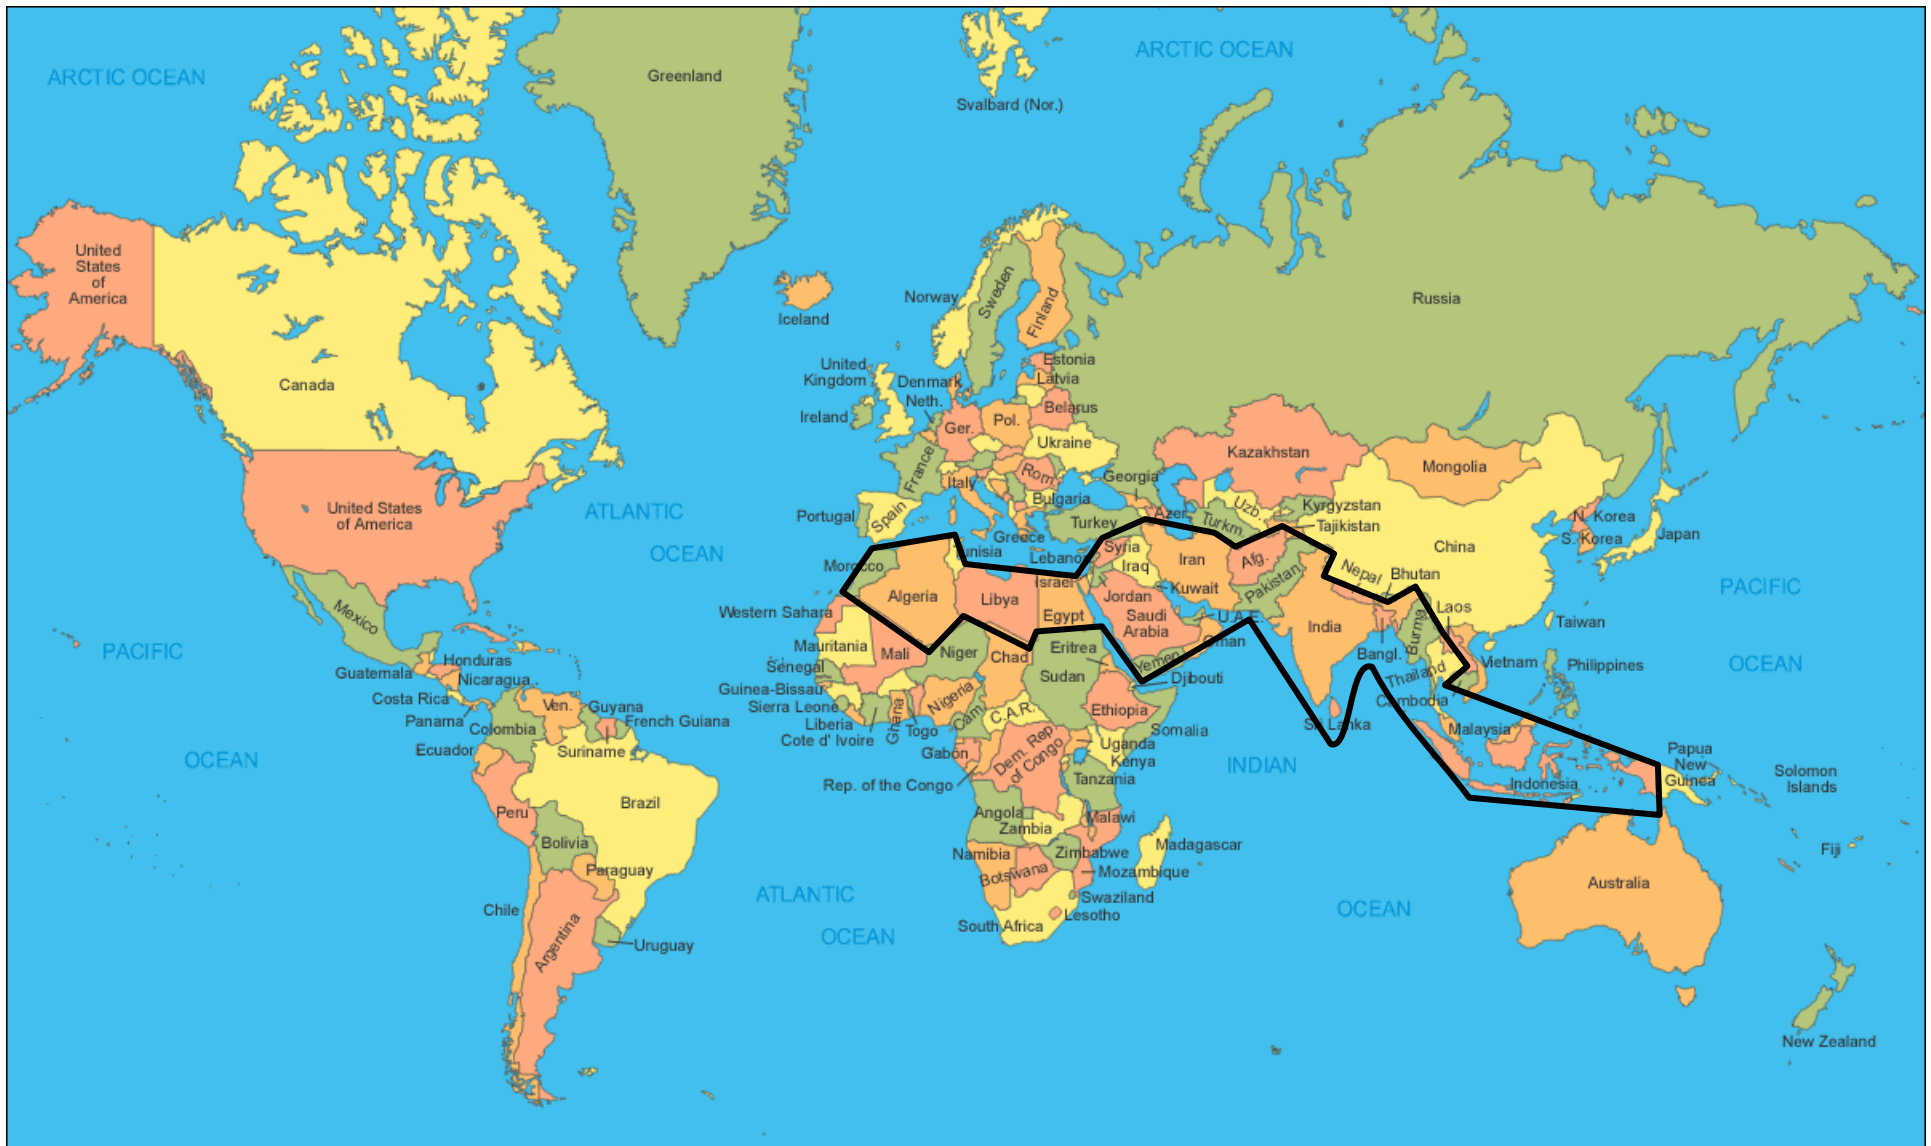 ARCTIC OCEAN
ARCTIC OCEAN
Greenland
Svalbard (Nor.)
United
States
of
America
Canada
Iceland
Norway
Sweden
Finland
Russia
United
Kingdom
Ireland
Denmark
Neth.
Estonia
Latvia
Belarus
Ger.
Pol.
Ukraine
France
Rom.
Italy
Bulgaria
Georgia
Kazakhstan
Mongolia
United States
of America
ATLANTIC
OCEAN
Portugal
Spain
Greece
Turkey
Azer.
Turkm.
Uzb.
Kyrgyzstan
Tajikistan
China
N. Korea
S. Korea
Japan
Morocco
Tunisia
Lebanon
Syria
Israel
Iraq
Iran
Afg.
Pakistan
Nepal
Bhutan
PACIFIC
OCEAN
Mexico
Western Sahara
Algeria
Libya
Egypt
Jordan
Kuwait
Saudi
Arabia
U.A.E.
Oman
India
Bangl.
Burma
Laos
Taiwan
PACIFIC
OCEAN
Guatemala
Honduras
Nicaragua
Costa Rica
Panama
Mauritania
Mali
Niger
Chad
Eritrea
Sudan
Yemen
Djibouti
Thailand
Vietnam
Cambodia
Philippines
Senegal
Guinea-Bissau
Sierra Leone
Liberia
Cote d' Ivoire
Ghana
Togo
Nigeria
Cam.
C.A.R.
Ethiopia
Somalia
Sri Lanka
Malaysia
Colombia
Ven.
Guyana
French Guiana
Suriname
Ecuador
Gabon
Rep. of the Congo
Dem. Rep.
of Congo
Uganda
Kenya
Tanzania
INDIAN
OCEAN
Indonesia
Papua
New
Guinea
Solomon
Islands
Peru
Brazil
Bolivia
Paraguay
Chile
Argentina
Uruguay
ATLANTIC
OCEAN
Angola
Zambia
Malawi
Namibia
Zimbabwe
Botswana
Mozambique
Madagascar
Swaziland
Lesotho
South Africa
Australia
Fiji
New Zealand